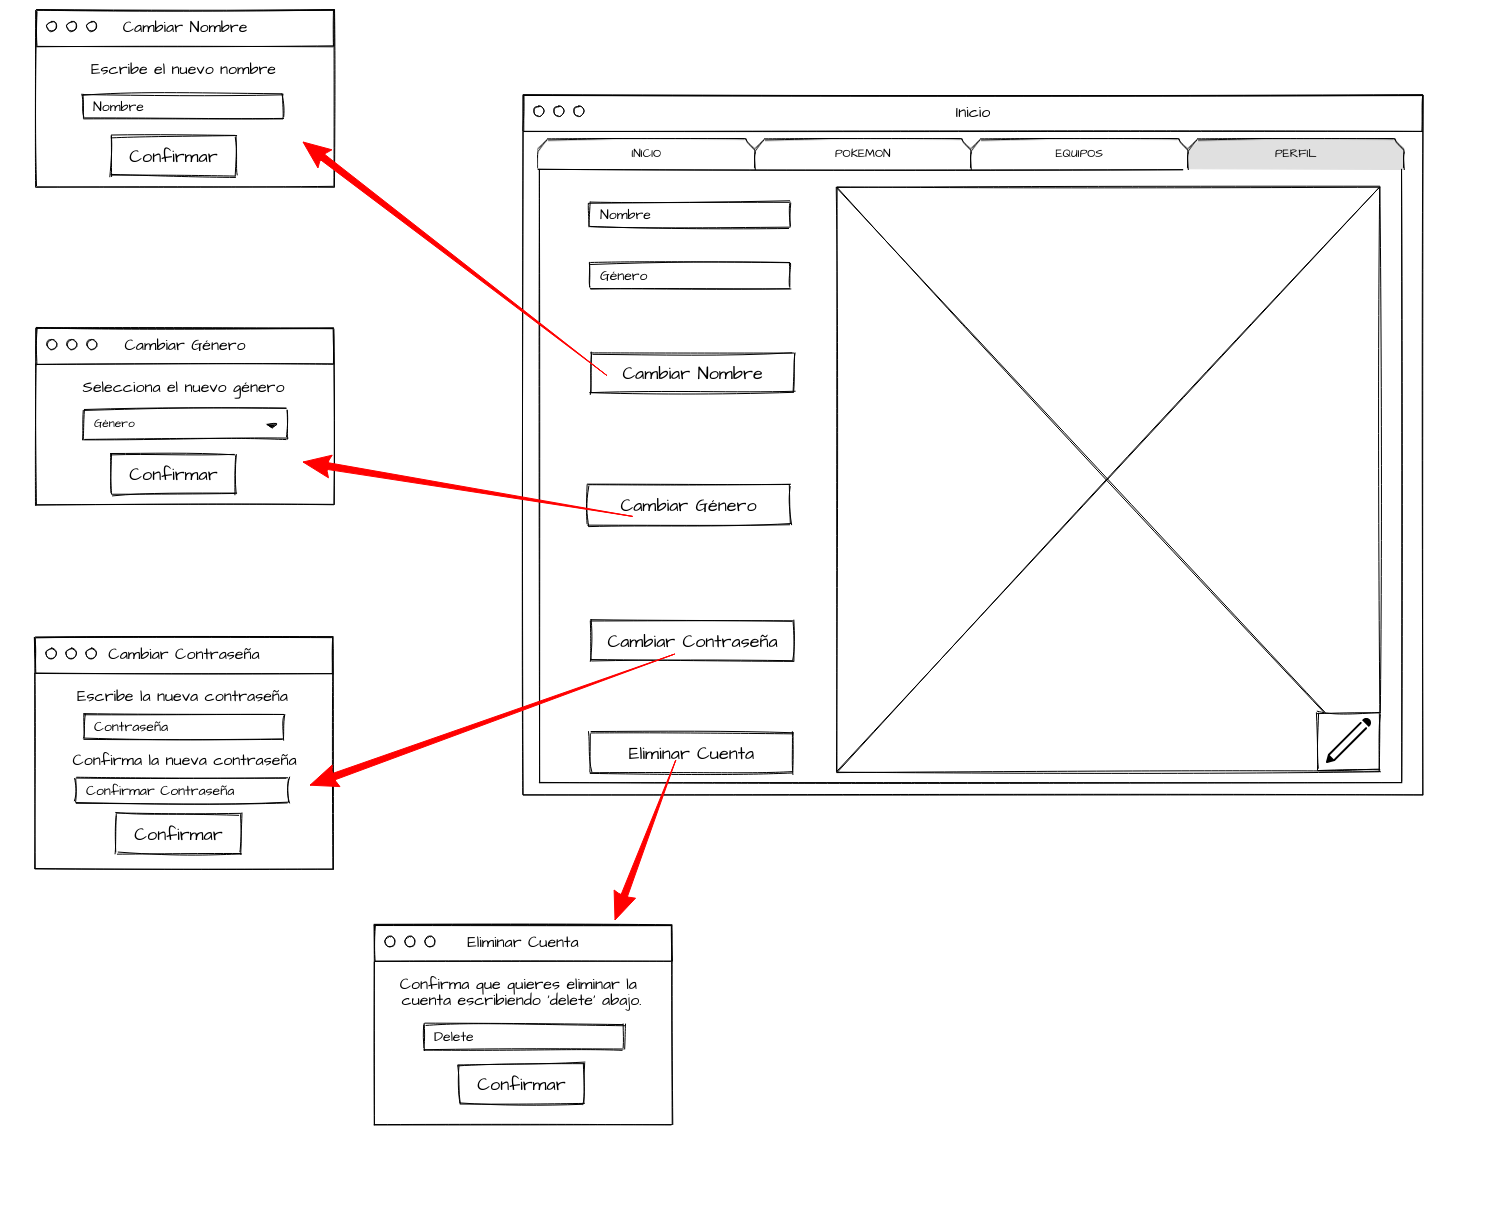 Cambiar Nombre
Escribe el nuevo nombre
Nombre
Confirmar
Inicio
INICIO
POKEMON
EQUIPOS
PERFIL
Nombre
Género
Cambiar Nombre
Cambiar Género
Cambiar Contraseña
Eliminar Cuenta
Cambiar Género
Selecciona el nuevo género
Género
Confirmar
Cambiar Contraseña
Escribe la nueva contraseña
Contraseña
Confirma la nueva contraseña
Confirmar Contraseña
Confirmar
Eliminar Cuenta
Confirma que quieres eliminar la
cuenta escribiendo 'delete' abajo.
Delete
Confirmar